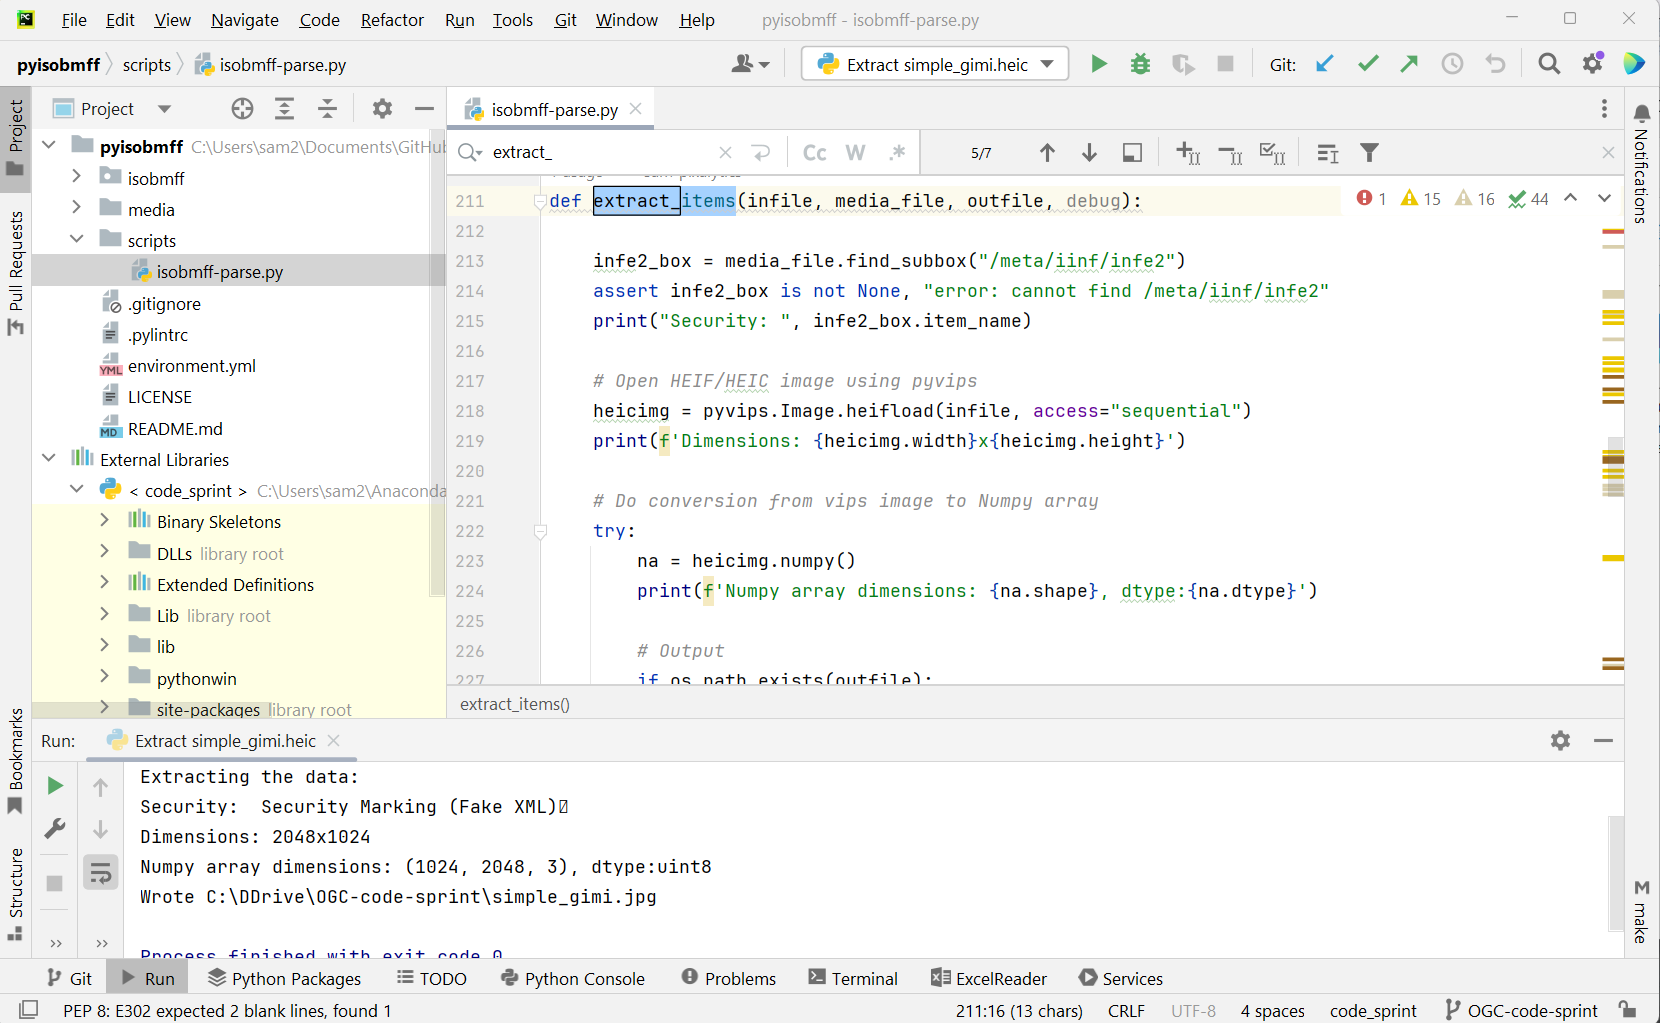 File Edit View Navigate Code Refactor Run Tools Git Window Help pyisobmff - isobmff-parse.py
pyisobmff scripts isobmff-parse.py Extract simple_gimi.heic Git:
Project
isobmff-parse.py
extract_ Cc W .* 5/7
pyisobmff C:\Users\sam2\Documents\GitHub
isobmff
media
scripts
isobmff-parse.py
.gitignore
.pylintrc
environment.yml
LICENSE
README.md
External Libraries
< code_sprint > C:\Users\sam2\Anaconda
Binary Skeletons
DLLs library root
Extended Definitions
Lib library root
lib
pythonwin
site-packages library root
211 def extract_items(infile, media_file, outfile, debug):
1 15 16 44
212
213 infe2_box = media_file.find_subbox("/meta/iinf/infe2")
214 assert infe2_box is not None, "error: cannot find /meta/iinf/infe2"
215 print("Security: ", infe2_box.item_name)
216
217 # Open HEIF/HEIC image using pyvips
218 heicimg = pyvips.Image.heifload(infile, access="sequential")
219 print(f'Dimensions: {heicimg.width}x{heicimg.height}')
220
221 # Do conversion from vips image to Numpy array
222 try:
223 na = heicimg.numpy()
224 print(f'Numpy array dimensions: {na.shape}, dtype:{na.dtype}')
225
226 # Output
227 if os.path.exists(outfile):
extract_items()
Project
Pull Requests
Bookmarks
Structure
Notifications
M make
Run: Extract simple_gimi.heic
Extracting the data:
Security:  Security Marking (Fake XML)
Dimensions: 2048x1024
Numpy array dimensions: (1024, 2048, 3), dtype:uint8
Wrote C:\DDrive\OGC-code-sprint\simple_gimi.jpg
Process finished with exit code 0
Git Run Python Packages TODO Python Console Problems Terminal ExcelReader Services
PEP 8: E302 expected 2 blank lines, found 1 211:16 (13 chars) CRLF UTF-8 4 spaces code_sprint OGC-code-sprint